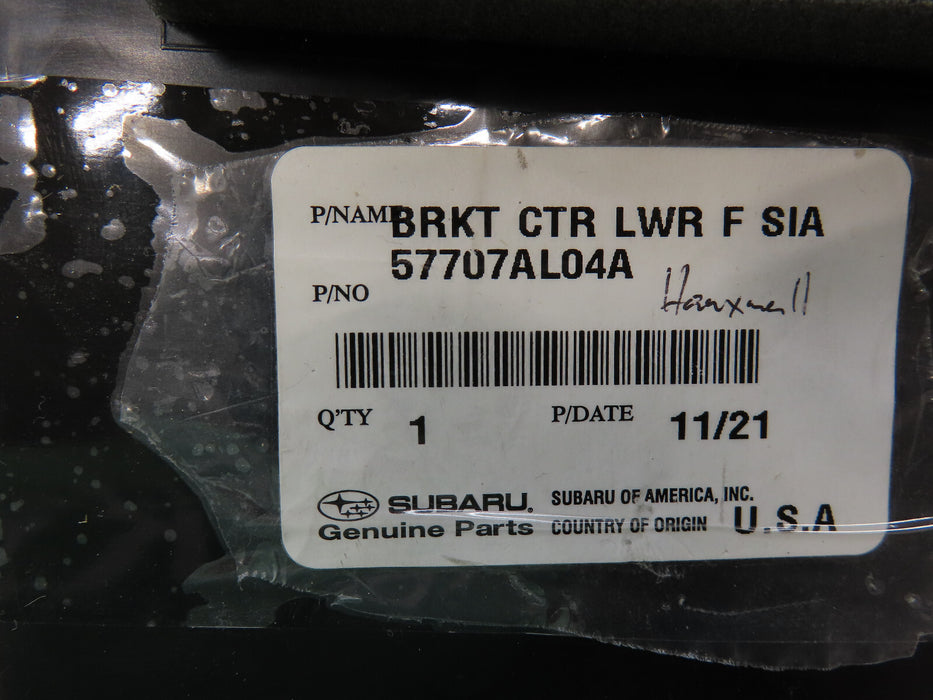 P/NAME BRKT CTR LWR F SIA
57707AL04A
P/NO
Q'TY 1 P/DATE 11/21
SUBARU. SUBARU OF AMERICA, INC.
Genuine Parts COUNTRY OF ORIGIN U.S.A